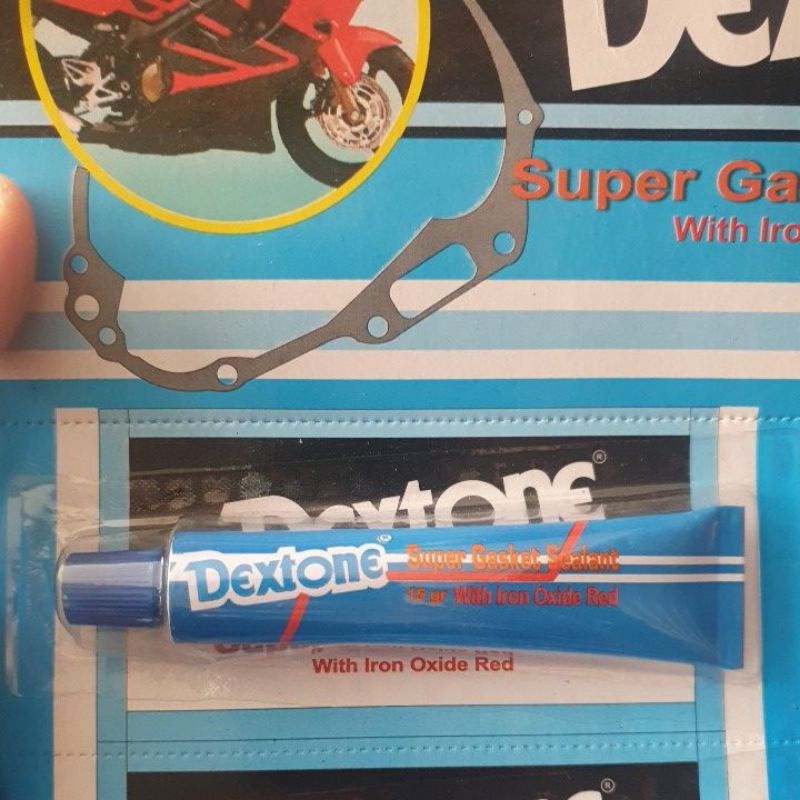 Dex
Super Ga
With Iro
Dextone®
Dextone®
Super Gasket Sealant
15 gr With Iron Oxide Red
With Iron Oxide Red
®